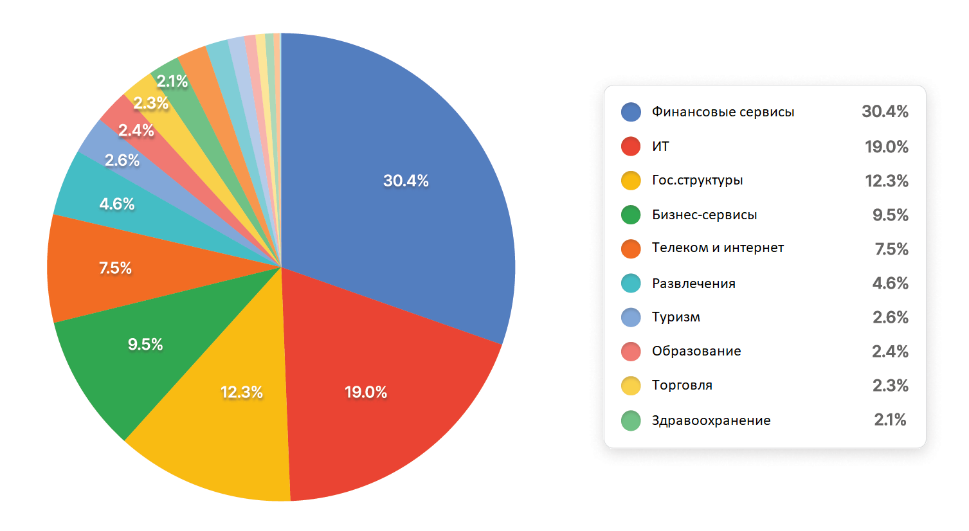 2.1%
2.3%
2.4%
2.6%
4.6%
7.5%
9.5%
12.3%
19.0%
30.4%
Финансовые сервисы 30.4%
ИТ 19.0%
Гос.структуры 12.3%
Бизнес-сервисы 9.5%
Телеком и интернет 7.5%
Развлечения 4.6%
Туризм 2.6%
Образование 2.4%
Торговля 2.3%
Здравоохранение 2.1%